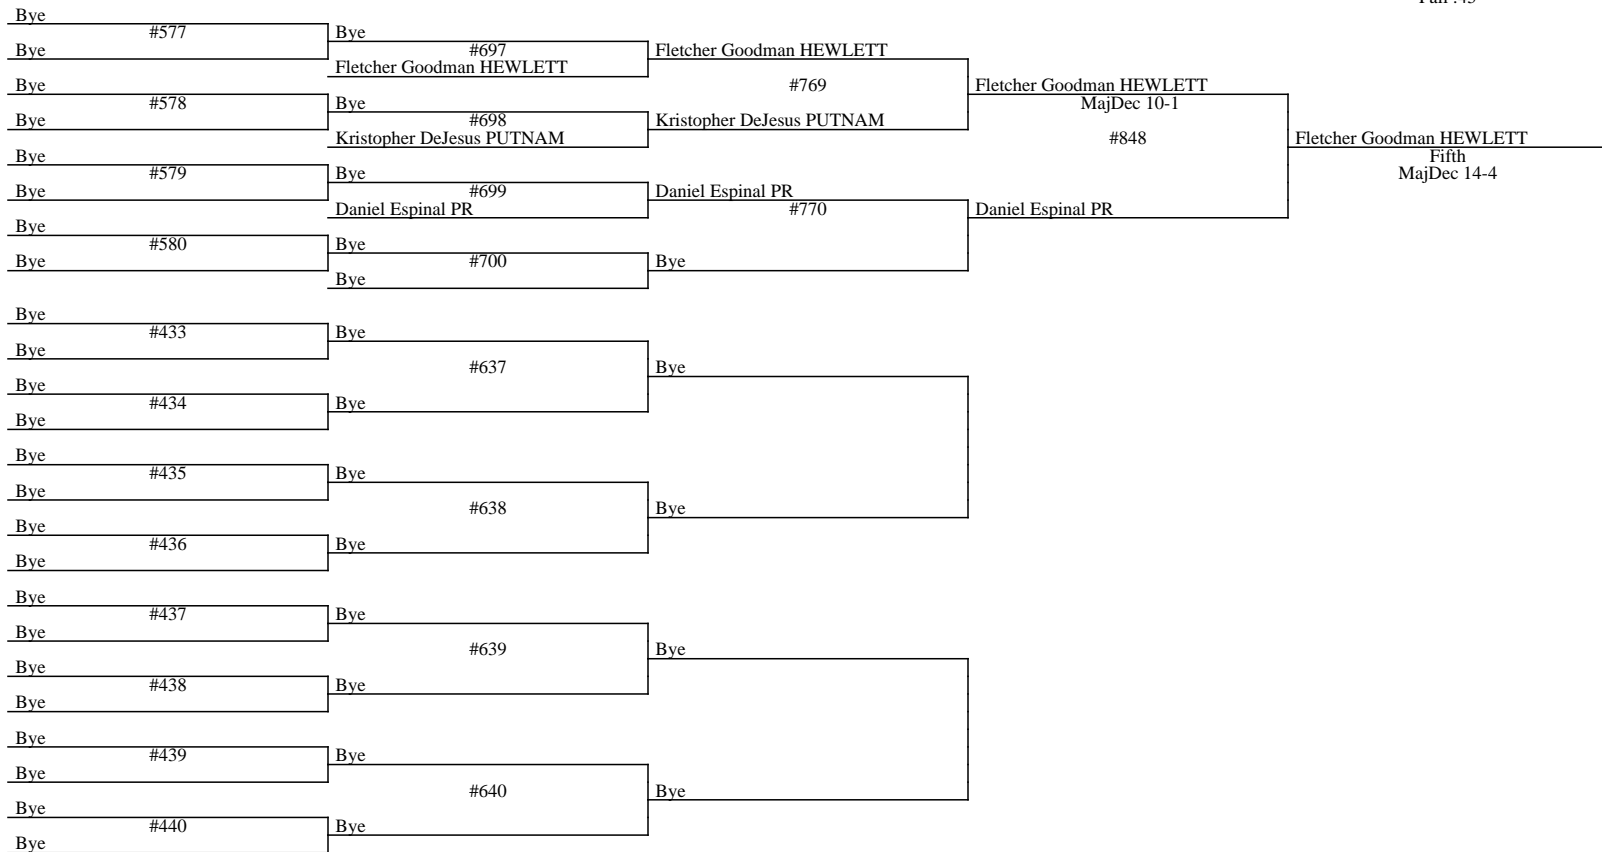 Fall :45
Bye
#577
Bye
Bye
#697
Fletcher Goodman HEWLETT
Fletcher Goodman HEWLETT
#769
Bye
#578
Bye
Bye
#698
Kristopher DeJesus PUTNAM
Kristopher DeJesus PUTNAM
Fletcher Goodman HEWLETT
MajDec 10-1
#848
Bye
#579
Bye
Bye
#699
Daniel Espinal PR
Daniel Espinal PR
#770
Bye
#580
Bye
Bye
#700
Bye
Bye
Daniel Espinal PR
Fletcher Goodman HEWLETT
Fifth
MajDec 14-4
Bye
#433
Bye
Bye
#637
Bye
#434
Bye
Bye
Bye
Bye
#435
Bye
Bye
#638
Bye
#436
Bye
Bye
Bye
Bye
#437
Bye
Bye
#639
Bye
#438
Bye
Bye
Bye
Bye
#439
Bye
Bye
#640
Bye
#440
Bye
Bye
Bye